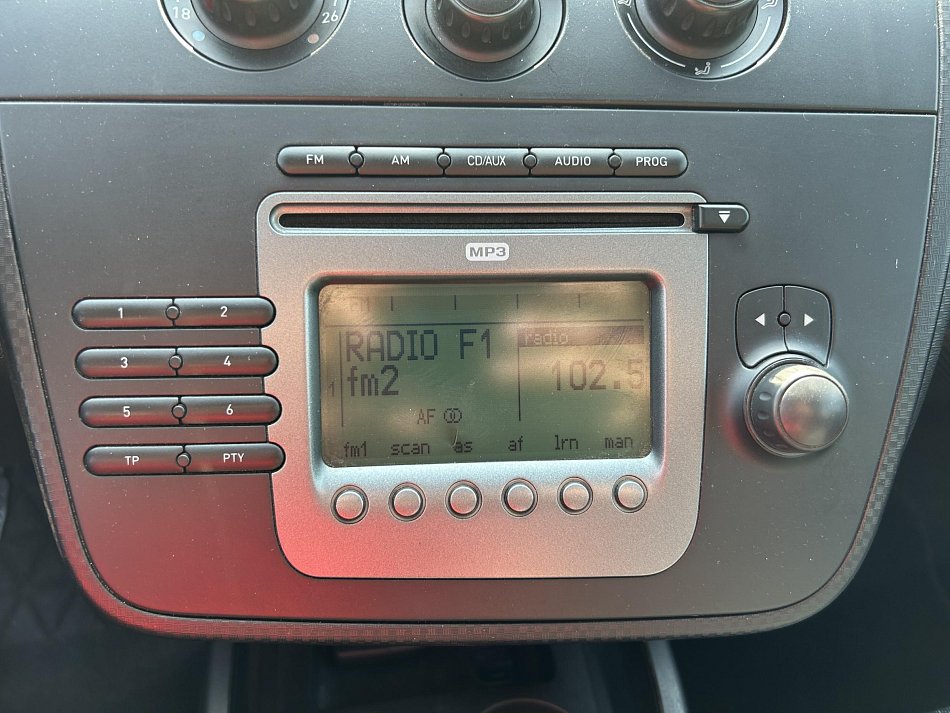 18 26
FM AM CD/AUX AUDIO PROG
MP3
1 2
3 4
5 6
TP PTY
RADIO F1
radio
1 fm2
102.5
AF
fm1 scan as af lrn man